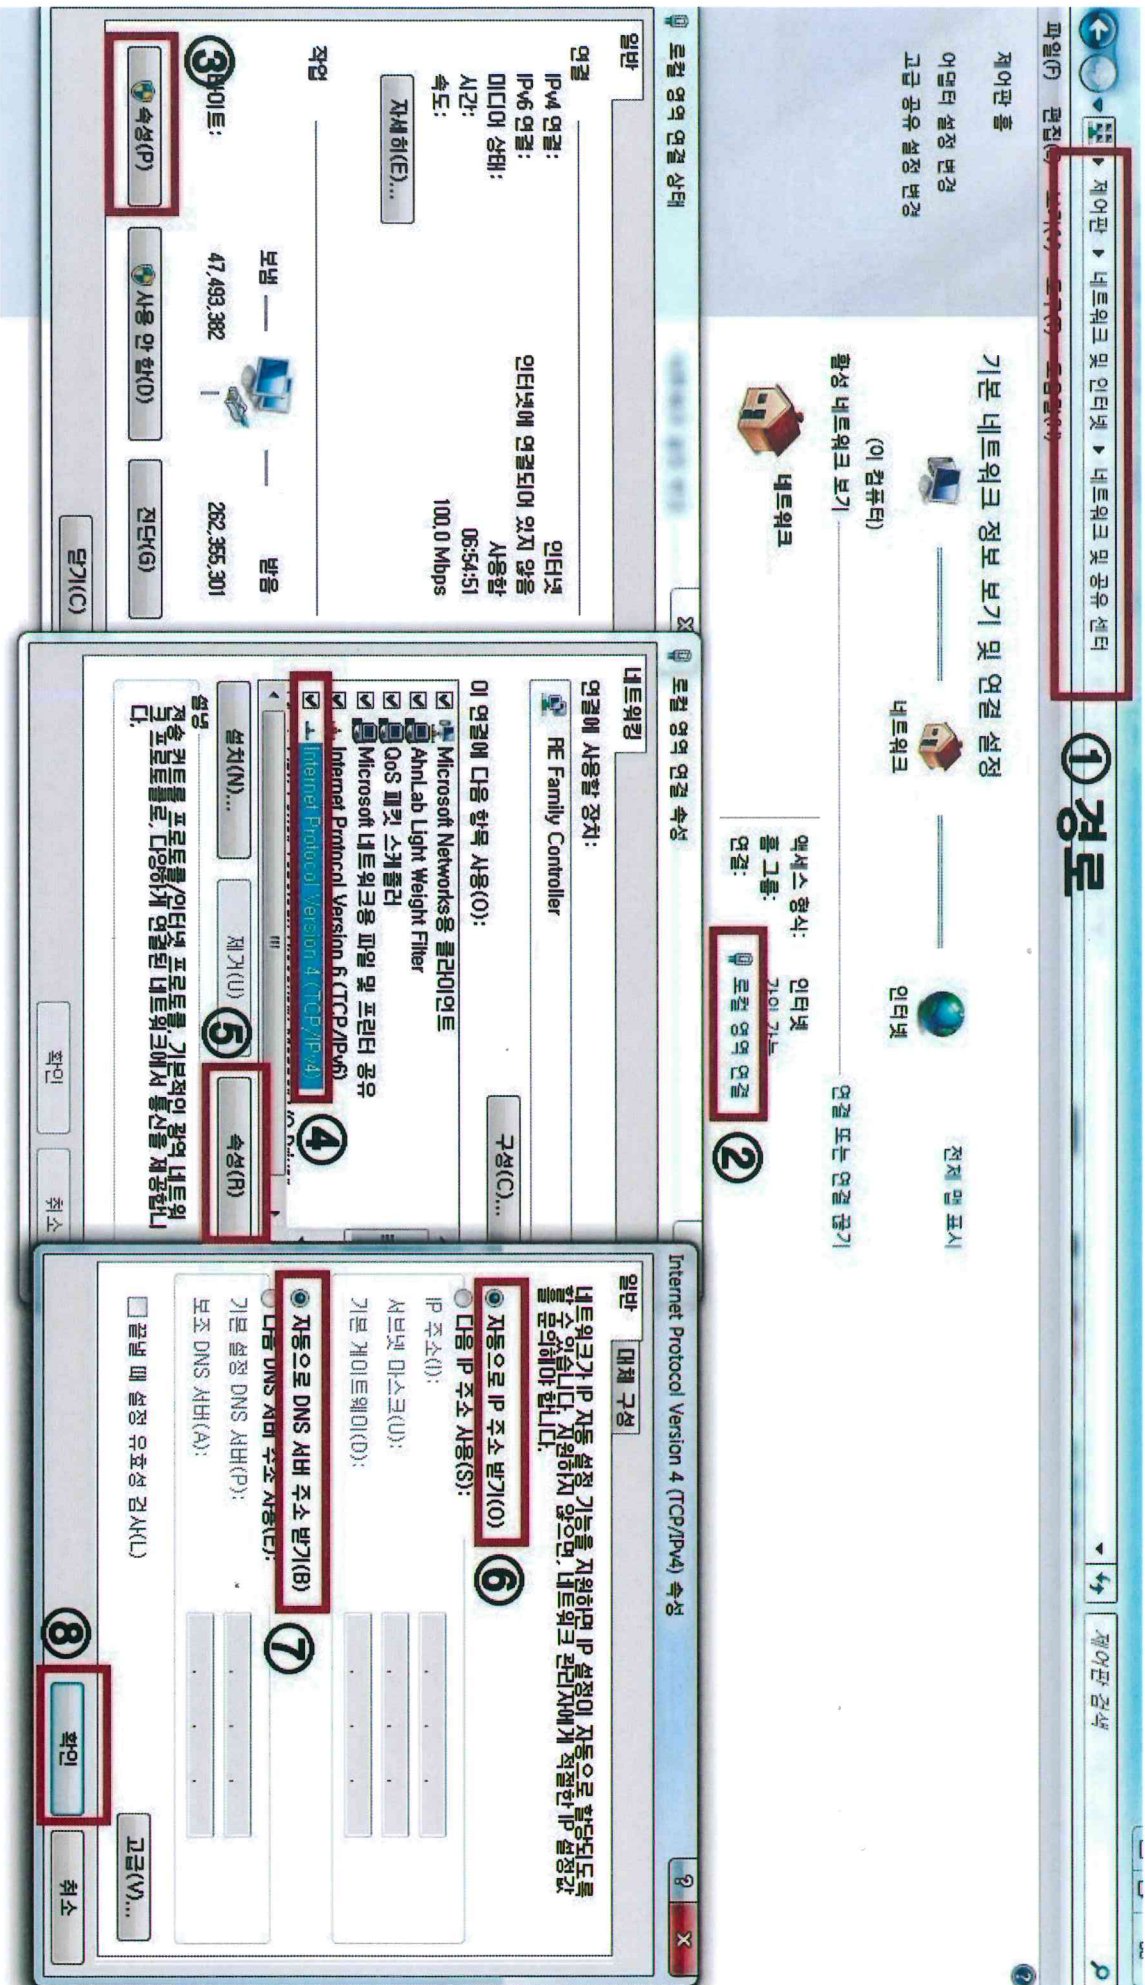 제어판 ▸ 네트워크 및 인터넷 ▸ 네트워크 및 공유 센터
제어판 검색
① 경로
파일(F) 편집(E)
제어판 홈
어댑터 설정 변경
고급 공유 설정 변경
기본 네트워크 정보 보기 및 연결 설정
전체 맵 표시
(이 컴퓨터)
네트워크
인터넷
활성 네트워크 보기
연결 또는 연결 끊기
네트워크
액세스 형식: 인터넷
홈 그룹: 가입 가능
연결: 로컬 영역 연결
②
로컬 영역 연결 상태
일반
연결
IPv4 연결: 인터넷
IPv6 연결: 인터넷에 연결되어 있지 않음
미디어 상태: 사용함
시간: 06:54:51
속도: 100.0 Mbps
자세히(E)...
작업
보냄 — — 받음
바이트: 47,493,382 | 262,355,301
③
속성(P) 사용 안 함(D) 진단(G)
닫기(C)
로컬 영역 연결 속성
네트워킹
연결에 사용할 장치:
RE Family Controller
구성(C)...
이 연결에 다음 항목 사용(O):
Microsoft Networks용 클라이언트
AhnLab Light Weight Filter
QoS 패킷 스케줄러
Microsoft 네트워크용 파일 및 프린터 공유
Internet Protocol Version 6 (TCP/IPv6)
Internet Protocol Version 4 (TCP/IPv4)
④
설치(N)... 제거(U) 속성(R)
⑤
설명
전송 컨트롤 프로토콜/인터넷 프로토콜. 기본적인 광역 네트워
크 프로토콜로, 다양하게 연결된 네트워크에서 통신을 제공합니
다.
확인 취소
Internet Protocol Version 4 (TCP/IPv4) 속성
일반 대체 구성
네트워크가 IP 자동 설정 기능을 지원하면 IP 설정이 자동으로 할당되도록
할 수 있습니다. 지원하지 않으면, 네트워크 관리자에게 적절한 IP 설정값
을 문의해야 합니다.
자동으로 IP 주소 받기(O)
⑥
다음 IP 주소 사용(S):
IP 주소(I):
서브넷 마스크(U):
기본 게이트웨이(D):
자동으로 DNS 서버 주소 받기(B)
⑦
다음 DNS 서버 주소 사용(E):
기본 설정 DNS 서버(P):
보조 DNS 서버(A):
끝낼 때 설정 유효성 검사(L)
고급(V)...
⑧
확인 취소